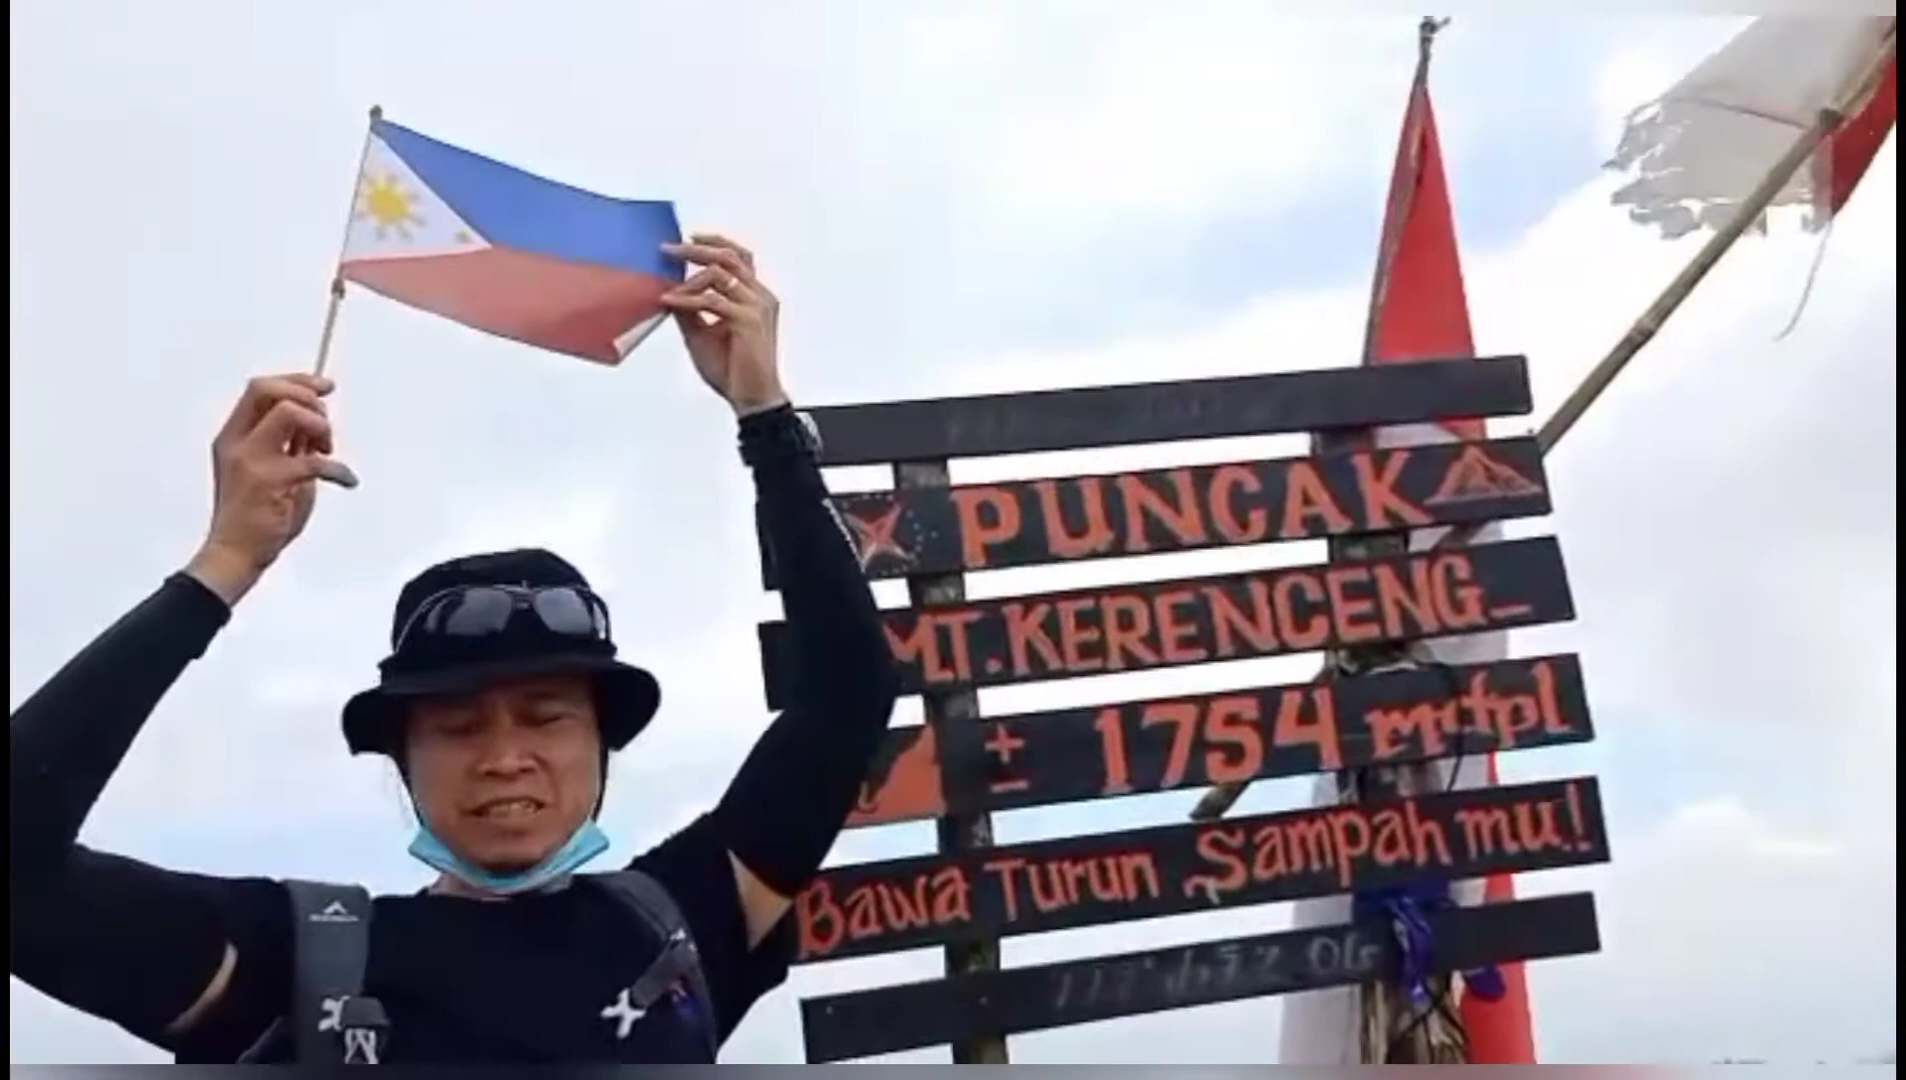 PUNCAK
MT.KERENCENG_
± 1754 mdpl
Bawa Turun Sampah mu!